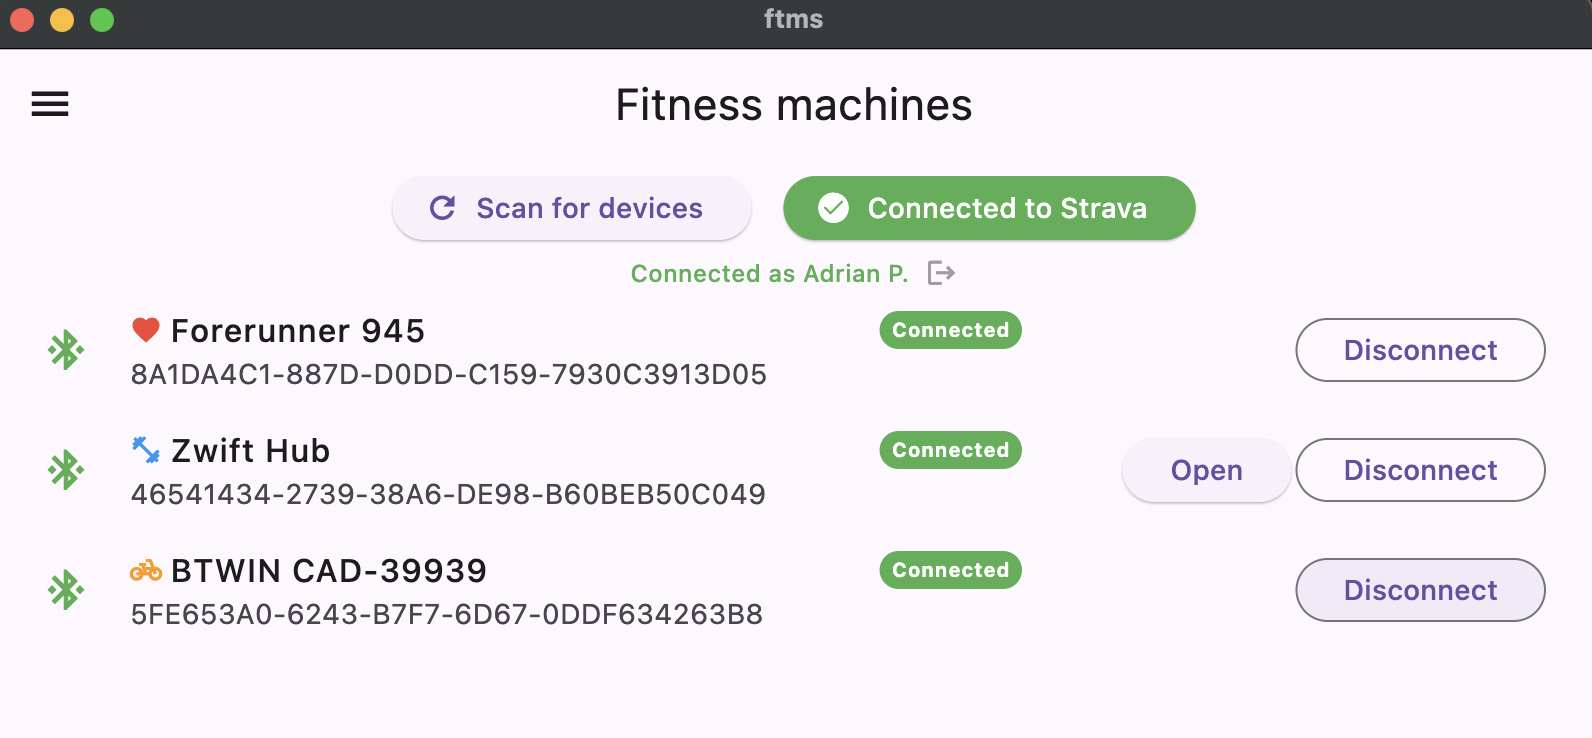 ftms
Fitness machines
Scan for devices
Connected to Strava
Connected as Adrian P.
Forerunner 945
Connected
8A1DA4C1-887D-D0DD-C159-7930C3913D05
Disconnect
Zwift Hub
Connected
46541434-2739-38A6-DE98-B60BEB50C049
Open
Disconnect
BTWIN CAD-39939
Connected
5FE653A0-6243-B7F7-6D67-0DDF634263B8
Disconnect